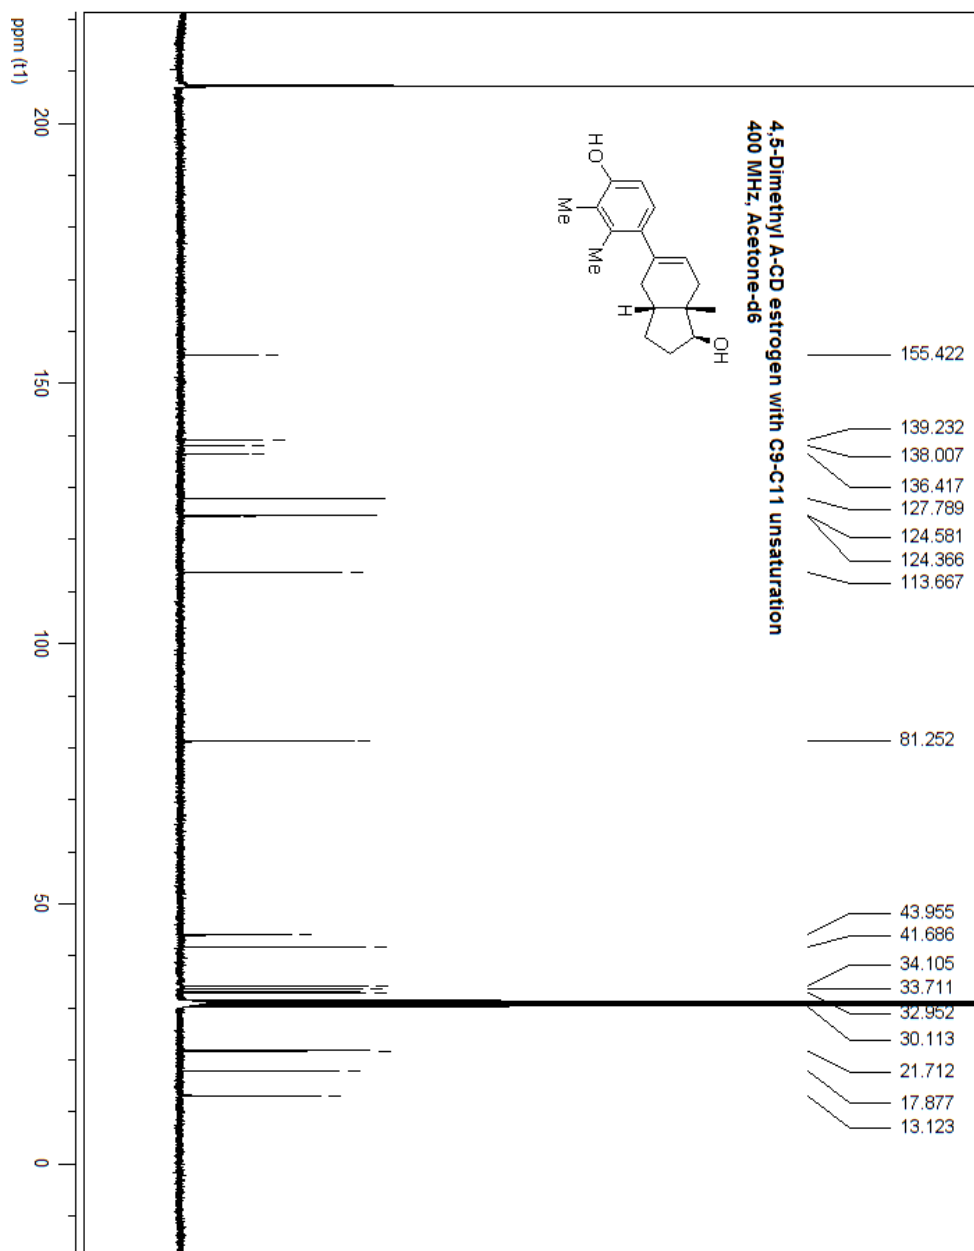 4,5-Dimethyl A-CD estrogen with C9-C11 unsaturation
400 MHz, Acetone-d6
HO
Me
Me
H
OH
155.422
139.232
138.007
136.417
127.789
124.581
124.366
113.667
81.252
43.955
41.686
34.105
33.711
32.952
30.113
21.712
17.877
13.123
200
150
100
50
0
ppm (t1)